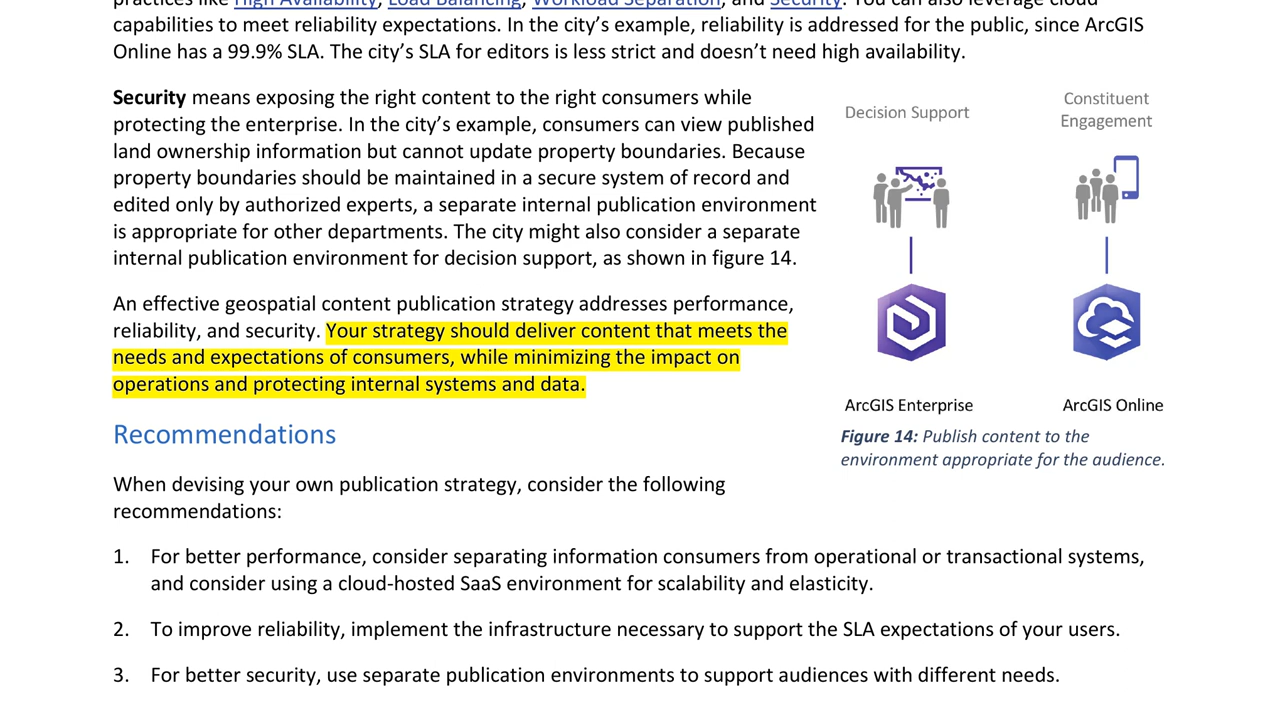 practices like High Availability, Load Balancing, Workload Separation, and Security. You can also leverage cloud
capabilities to meet reliability expectations. In the city’s example, reliability is addressed for the public, since ArcGIS
Online has a 99.9% SLA. The city’s SLA for editors is less strict and doesn’t need high availability.
Security means exposing the right content to the right consumers while
protecting the enterprise. In the city’s example, consumers can view published
land ownership information but cannot update property boundaries. Because
property boundaries should be maintained in a secure system of record and
edited only by authorized experts, a separate internal publication environment
is appropriate for other departments. The city might also consider a separate
internal publication environment for decision support, as shown in figure 14.
An effective geospatial content publication strategy addresses performance,
reliability, and security. Your strategy should deliver content that meets the
needs and expectations of consumers, while minimizing the impact on
operations and protecting internal systems and data.
Decision Support
Constituent
Engagement
ArcGIS Enterprise
ArcGIS Online
Figure 14: Publish content to the
environment appropriate for the audience.
Recommendations
When devising your own publication strategy, consider the following
recommendations:
1. For better performance, consider separating information consumers from operational or transactional systems,
and consider using a cloud-hosted SaaS environment for scalability and elasticity.
2. To improve reliability, implement the infrastructure necessary to support the SLA expectations of your users.
3. For better security, use separate publication environments to support audiences with different needs.